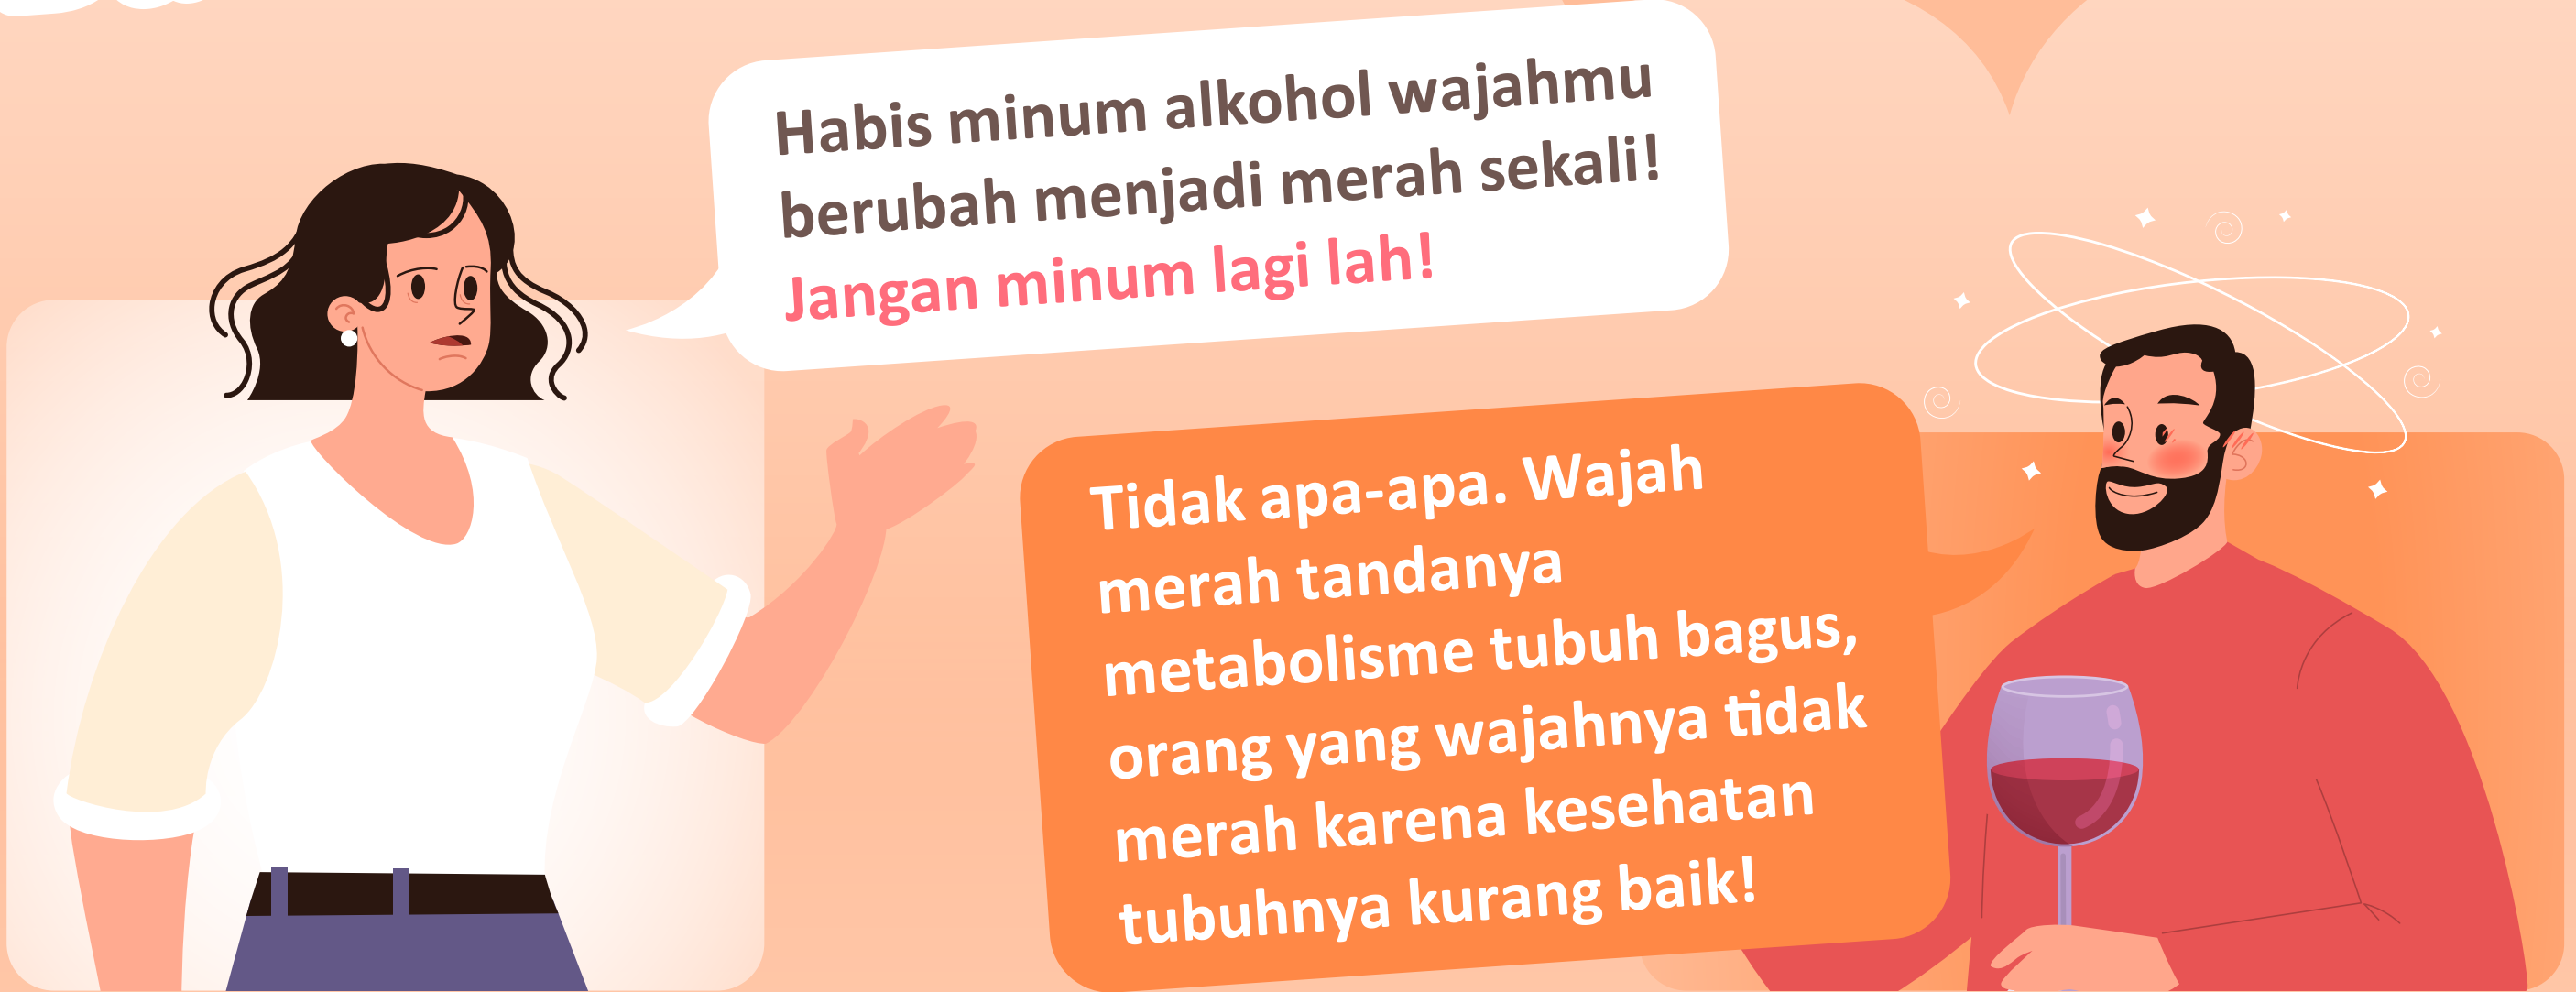 Habis minum alkohol wajahmu
berubah menjadi merah sekali!
Jangan minum lagi lah!
Tidak apa-apa. Wajah
merah tandanya
metabolisme tubuh bagus,
orang yang wajahnya tidak
merah karena kesehatan
tubuhnya kurang baik!